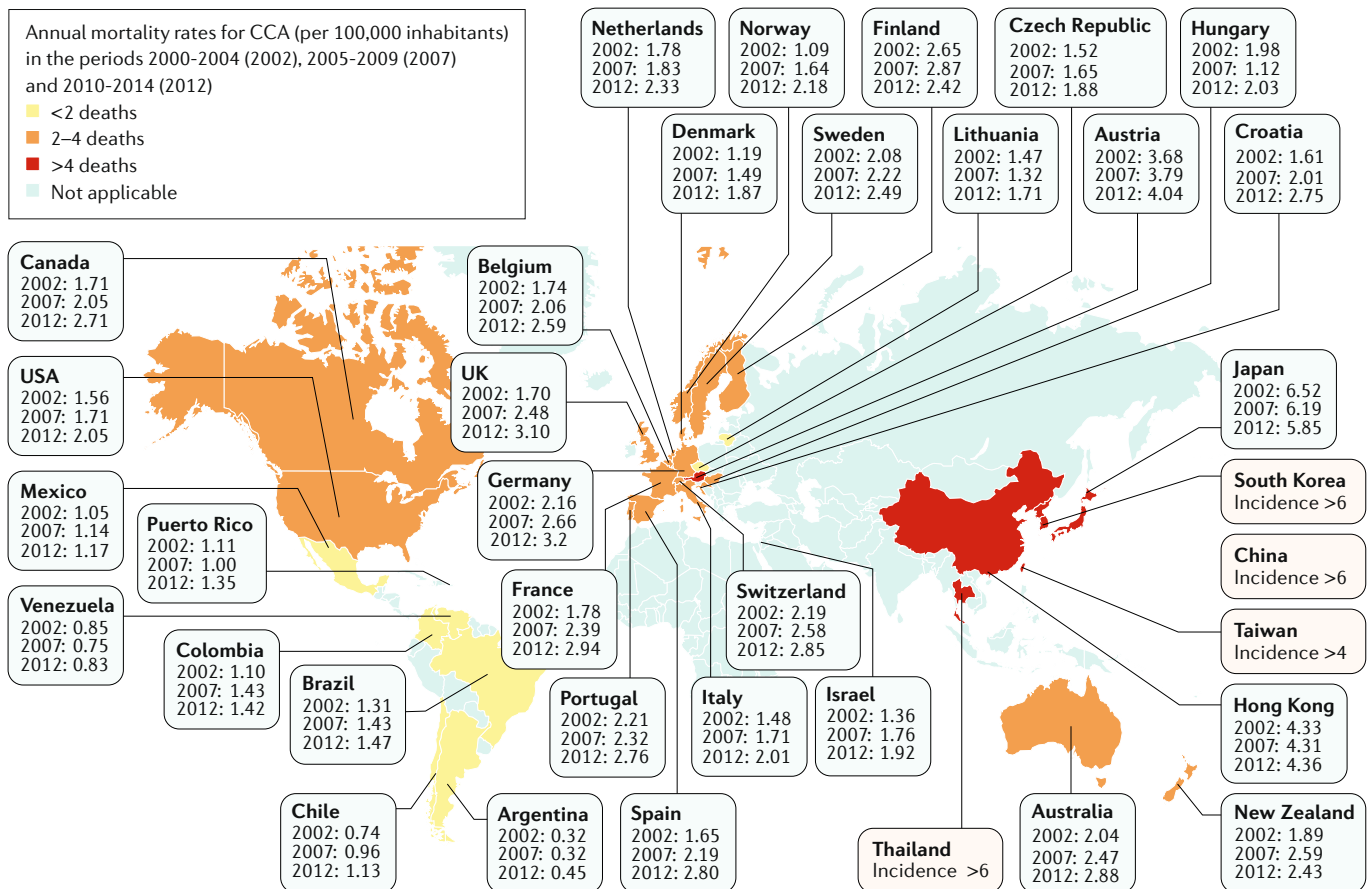 Annual mortality rates for CCA (per 100,000 inhabitants)
in the periods 2000-2004 (2002), 2005-2009 (2007)
and 2010-2014 (2012)
<2 deaths
2–4 deaths
>4 deaths
Not applicable
Netherlands
2002: 1.78
2007: 1.83
2012: 2.33
Norway
2002: 1.09
2007: 1.64
2012: 2.18
Finland
2002: 2.65
2007: 2.87
2012: 2.42
Czech Republic
2002: 1.52
2007: 1.65
2012: 1.88
Hungary
2002: 1.98
2007: 1.12
2012: 2.03
Denmark
2002: 1.19
2007: 1.49
2012: 1.87
Sweden
2002: 2.08
2007: 2.22
2012: 2.49
Lithuania
2002: 1.47
2007: 1.32
2012: 1.71
Austria
2002: 3.68
2007: 3.79
2012: 4.04
Croatia
2002: 1.61
2007: 2.01
2012: 2.75
Canada
2002: 1.71
2007: 2.05
2012: 2.71
Belgium
2002: 1.74
2007: 2.06
2012: 2.59
USA
2002: 1.56
2007: 1.71
2012: 2.05
UK
2002: 1.70
2007: 2.48
2012: 3.10
Japan
2002: 6.52
2007: 6.19
2012: 5.85
Mexico
2002: 1.05
2007: 1.14
2012: 1.17
Puerto Rico
2002: 1.11
2007: 1.00
2012: 1.35
Germany
2002: 2.16
2007: 2.66
2012: 3.2
South Korea
Incidence >6
China
Incidence >6
Venezuela
2002: 0.85
2007: 0.75
2012: 0.83
Colombia
2002: 1.10
2007: 1.43
2012: 1.42
Brazil
2002: 1.31
2007: 1.43
2012: 1.47
France
2002: 1.78
2007: 2.39
2012: 2.94
Switzerland
2002: 2.19
2007: 2.58
2012: 2.85
Taiwan
Incidence >4
Portugal
2002: 2.21
2007: 2.32
2012: 2.76
Italy
2002: 1.48
2007: 1.71
2012: 2.01
Israel
2002: 1.36
2007: 1.76
2012: 1.92
Hong Kong
2002: 4.33
2007: 4.31
2012: 4.36
Chile
2002: 0.74
2007: 0.96
2012: 1.13
Argentina
2002: 0.32
2007: 0.32
2012: 0.45
Spain
2002: 1.65
2007: 2.19
2012: 2.80
Thailand
Incidence >6
Australia
2002: 2.04
2007: 2.47
2012: 2.88
New Zealand
2002: 1.89
2007: 2.59
2012: 2.43